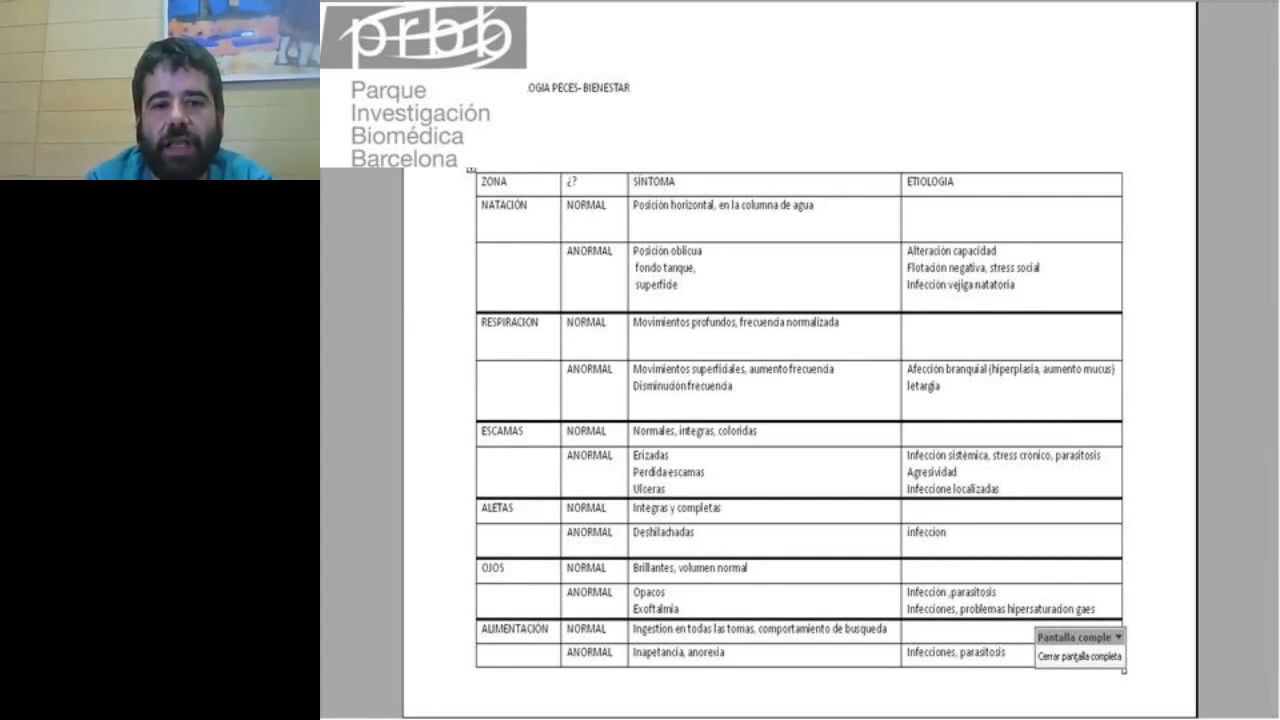 prbb
Parque
Investigación
Biomédica
Barcelona
.OGIA PECES- BIENESTAR
ZONA ¿? SÍNTOMA ETIOLOGIA
NATACIÓN NORMAL Posición horizontal, en la columna de agua
ANORMAL Posición oblicua Alteración capacidad
fondo tanque, Flotación negativa, stress social
superficie Infección vejiga natatoria
RESPIRACION NORMAL Movimientos profundos, frecuencia normalizada
ANORMAL Movimientos superficiales, aumento frecuencia Afección branquial (hiperplasia, aumento mucus)
Disminución frecuencia letargia
ESCAMAS NORMAL Normales, integras, coloridas
ANORMAL Erizadas Infección sistémica, stress crónico, parasitosis
Perdida escamas Agresividad
Ulceras Infeccione localizadas
ALETAS NORMAL Integras y completas
ANORMAL Deshilachadas infeccion
OJOS NORMAL Brillantes, volumen normal
ANORMAL Opacos Infección ,parasitosis
Exoftalmia Infecciones, problemas hipersaturacion gaes
ALIMENTACIÓN NORMAL Ingestion en todas las tomas, comportamiento de busqueda
ANORMAL Inapetancia, anorexia Infecciones, parasitosis
Pantalla comple
Cerrar pantalla completa